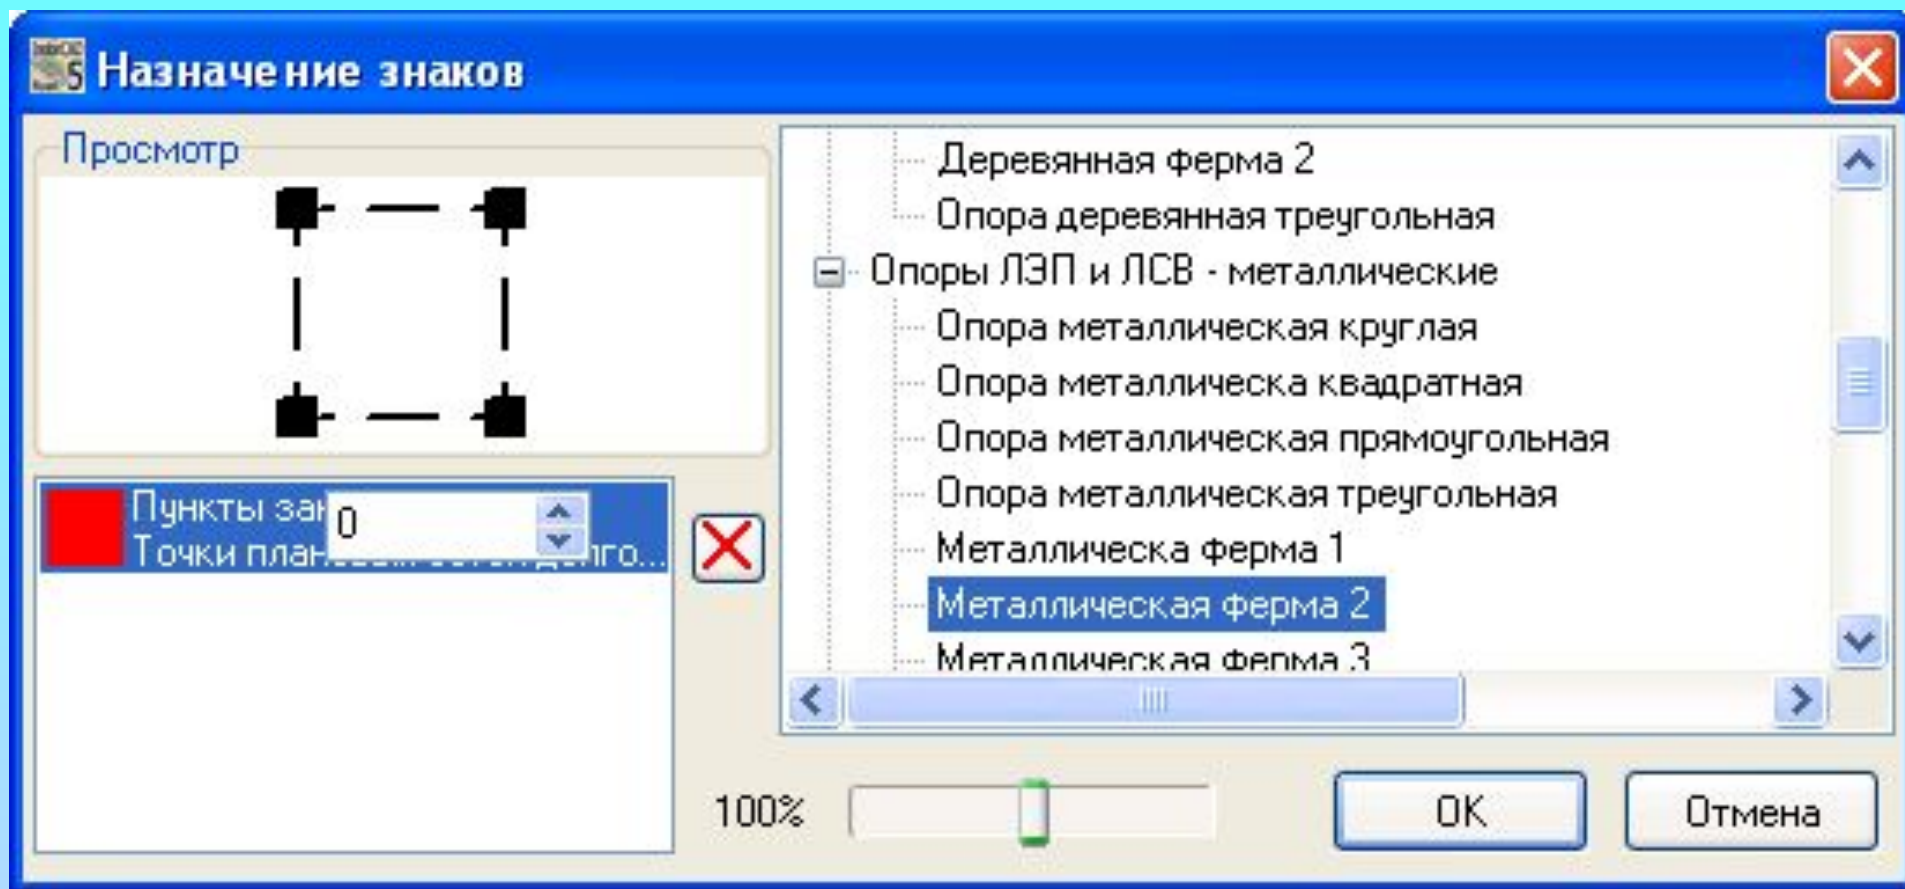 Назначение знаков
Просмотр
Пункты
0
Точки
Деревянная ферма 2
Опора деревянная треугольная
Опоры ЛЭП и ЛСВ - металлические
Опора металлическая круглая
Опора металлическа квадратная
Опора металлическая прямоугольная
Опора металлическая треугольная
Металлическа ферма 1
Металлическая ферма 2
Металлическая ферма 3
100%
OK
Отмена